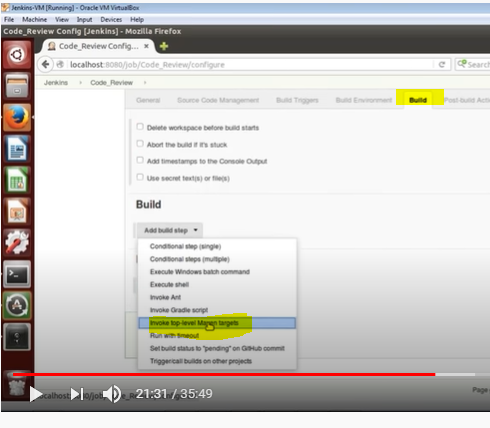 Jenkins-VM [Running] - Oracle VM VirtualBox
File Machine View Input Devices Help
Code_Review Config [Jenkins] - Mozilla Firefox
Code_Review Config... ×
localhost:8080/job/Code_Review/configure
Search
Jenkins › Code_Review ›
General Source Code Management Build Triggers Build Environment Build Post-build Acti
Delete workspace before build starts
Abort the build if it's stuck
Add timestamps to the Console Output
Use secret text(s) or file(s)
Build
Add build step
Conditional step (single)
Conditional steps (multiple)
Execute Windows batch command
Execute shell
Invoke Ant
Invoke Gradle script
Invoke top-level Maven targets
Run with timeout
Set build status to "pending" on GitHub commit
Trigger/call builds on other projects
21:31 / 35:49
Page